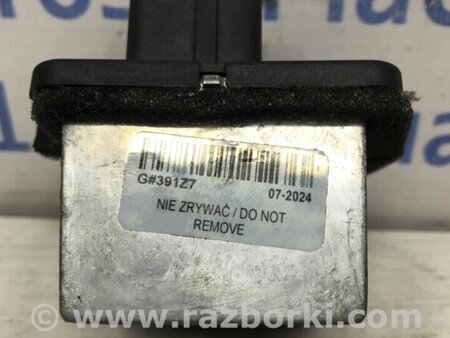 G#391Z7
07-2024
NIE ZRYWAĆ / DO NOT
REMOVE
© www.razborki.com